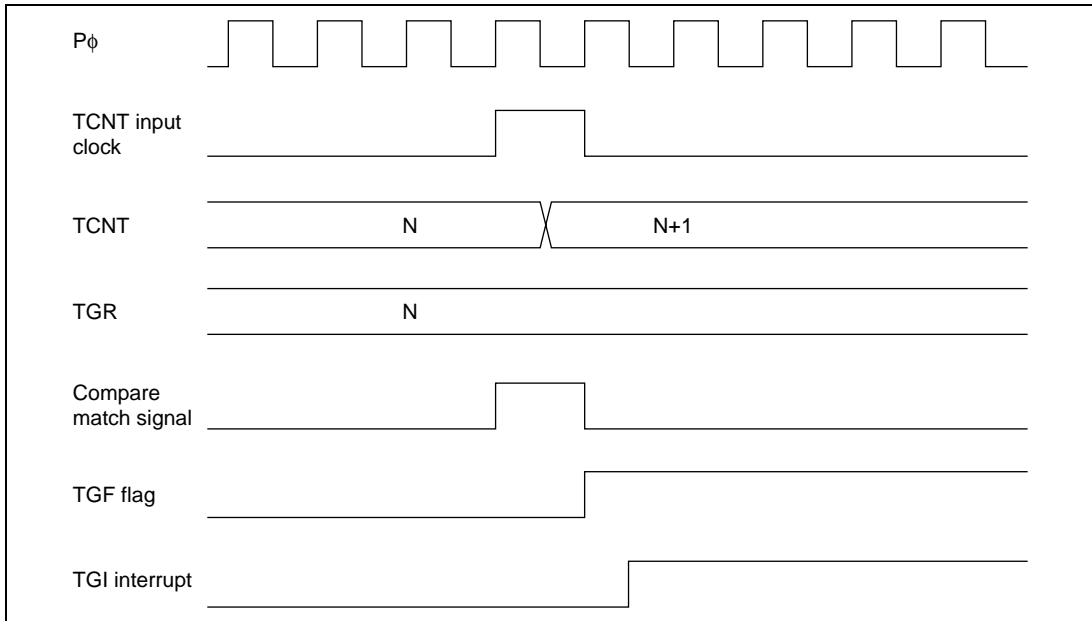 Pϕ
TCNT input
clock
TCNT
N
N+1
TGR
N
Compare
match signal
TGF flag
TGI interrupt